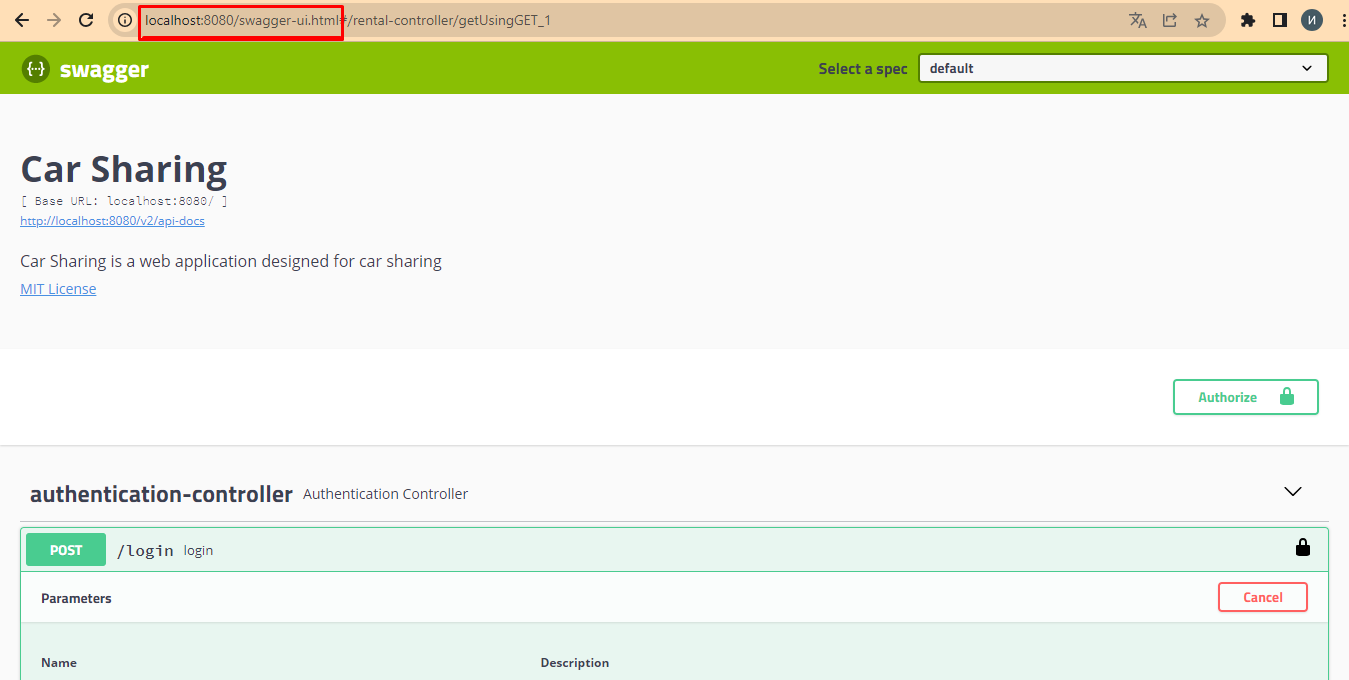 localhost:8080/swagger-ui.html#/rental-controller/getUsingGET_1
И
{···} swagger
Select a spec
default
Car Sharing
[ Base URL: localhost:8080/ ]
http://localhost:8080/v2/api-docs
Car Sharing is a web application designed for car sharing
MIT License
Authorize
authentication-controller Authentication Controller
POST /login login
Parameters
Cancel
Name Description